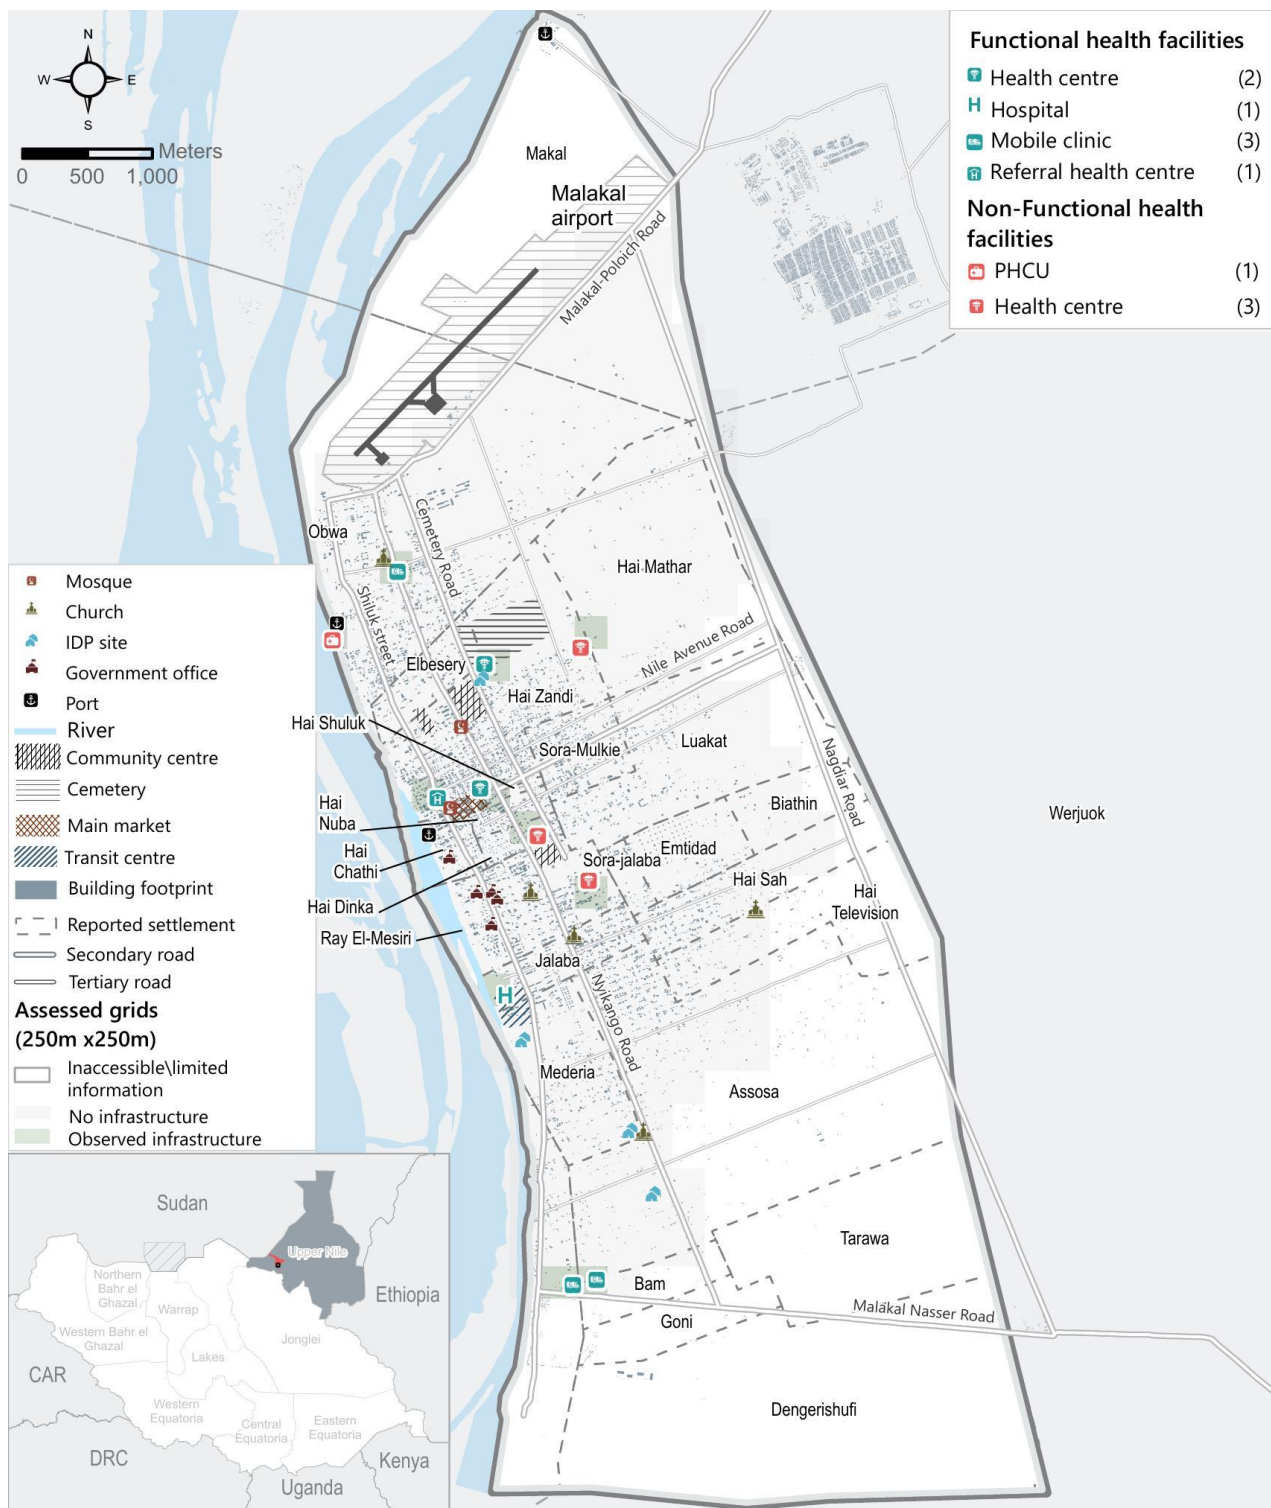 N
W
E
S
Meters
0 500 1,000
Functional health facilities
Health centre (2)
Hospital (1)
Mobile clinic (3)
Referral health centre (1)
Non-Functional health
facilities
PHCU (1)
Health centre (3)
Makal
Malakal
airport
Malakal-Poloich Road
Obwa
Cemetery Road
Hai Mathar
Shiluk street
Elbesery
Nile Avenue Road
Hai Zandi
Hai Shuluk
Sora-Mulkie
Luakat
Nagdiar Road
Hai
Nuba
Biathin
Werjuok
Hai
Chathi
Sora-jalaba
Emtidad
Hai Sah
Hai
Television
Hai Dinka
Ray El-Mesiri
Jalaba
H
Nyikango Road
Mederia
Assosa
Tarawa
Bam
Goni
Malakal Nasser Road
Dengerishufi
Mosque
Church
IDP site
Government office
Port
River
Community centre
Cemetery
Main market
Transit centre
Building footprint
Reported settlement
Secondary road
Tertiary road
Assessed grids
(250m x250m)
Inaccessible\limited
information
No infrastructure
Observed infrastructure
Sudan
Upper Nile
Northern
Bahr el
Ghazal
Warrap
Ethiopia
Western Bahr el
Ghazal
Jonglei
Lakes
CAR
Western
Equatoria
Central
Equatoria
Eastern
Equatoria
DRC
Kenya
Uganda